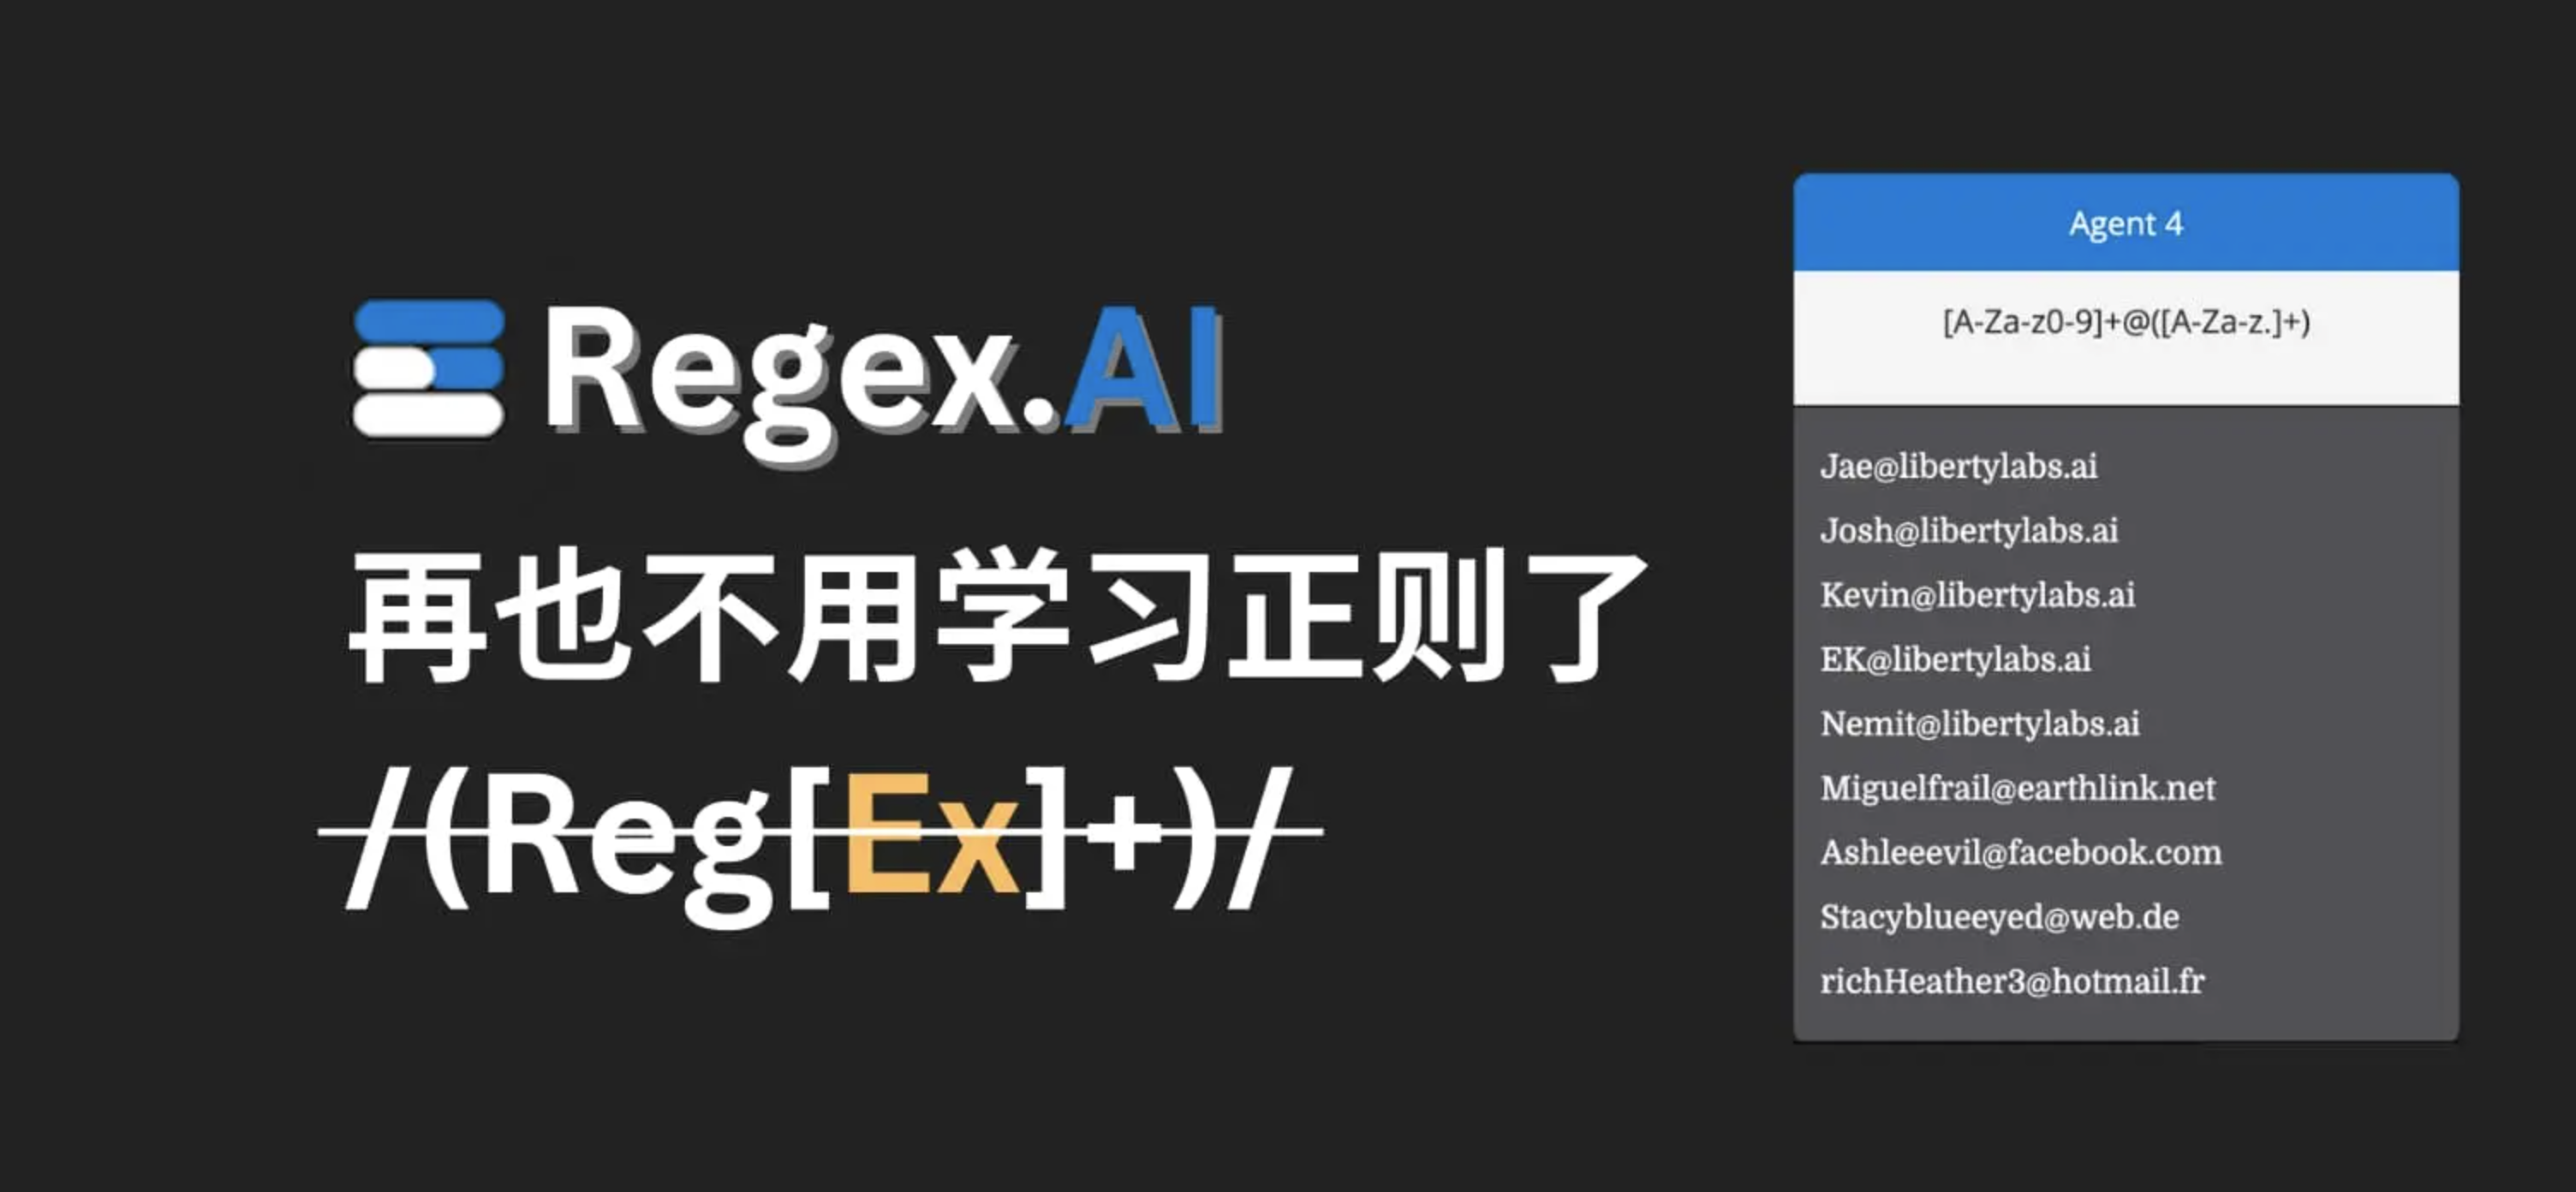 Regex.AI
再也不用学习正则了
/(Reg[Ex]+)/
Agent 4
[A-Za-z0-9]+@([A-Za-z.]+)
Jae@libertylabs.ai
Josh@libertylabs.ai
Kevin@libertylabs.ai
EK@libertylabs.ai
Nemit@libertylabs.ai
Miguelfrail@earthlink.net
Ashleeevil@facebook.com
Stacyblueeyed@web.de
richHeather3@hotmail.fr